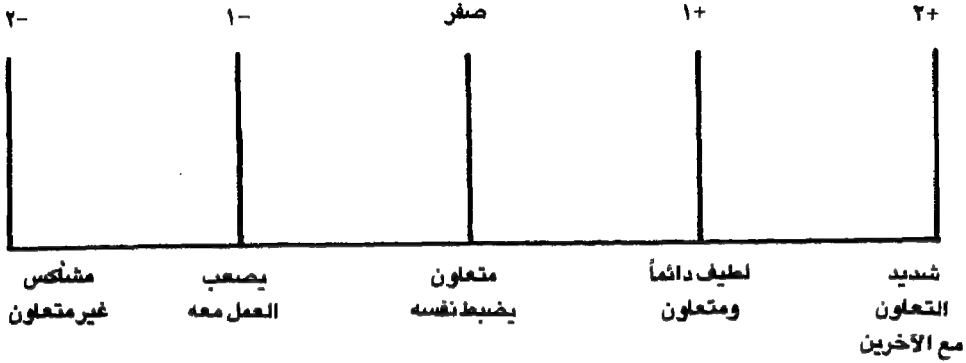 +٢ +١ صفر -١ -٢
شديد لطيف دائماً متعاون يصعب مشاكس
التعاون ومتعاون يضبط نفسه العمل معه غير متعاون
مع الآخرين